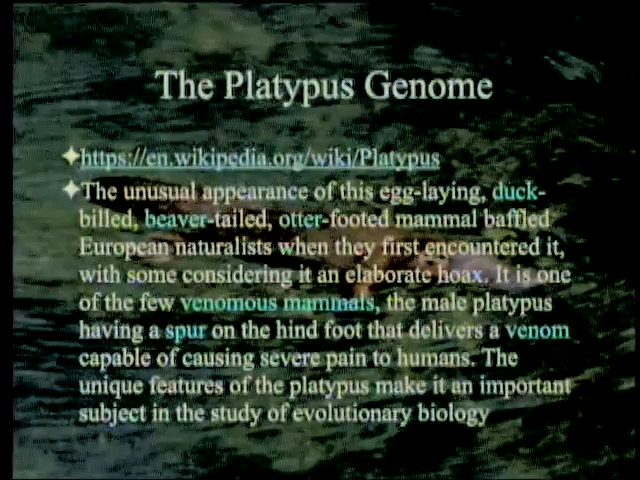 The Platypus Genome
https://en.wikipedia.org/wiki/Platypus
The unusual appearance of this egg-laying, duck-
billed, beaver-tailed, otter-footed mammal baffled
European naturalists when they first encountered it,
with some considering it an elaborate hoax. It is one
of the few venomous mammals, the male platypus
having a spur on the hind foot that delivers a venom
capable of causing severe pain to humans. The
unique features of the platypus make it an important
subject in the study of evolutionary biology